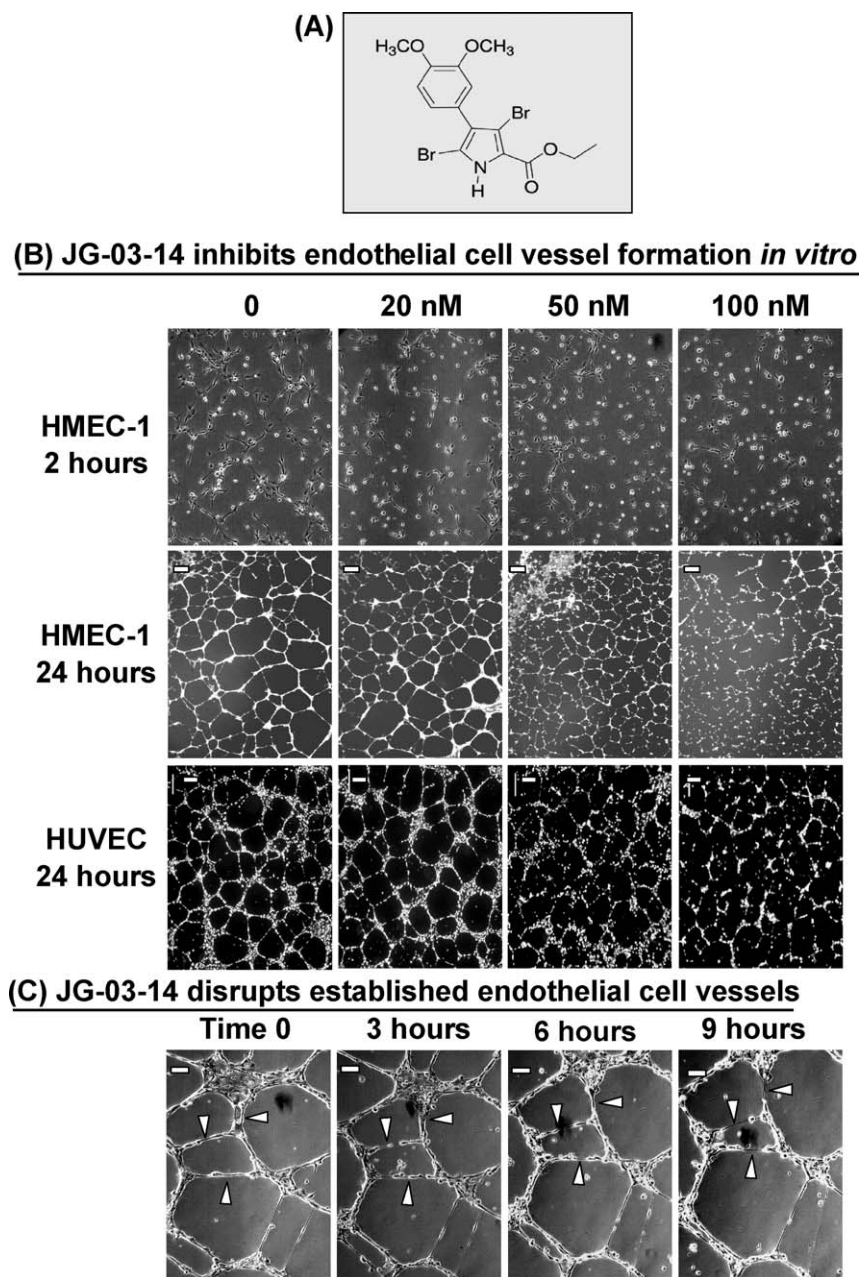 (A)
H₃CO OCH₃
Br
Br
O
N
H
O
(B) JG-03-14 inhibits endothelial cell vessel formation in vitro
0 20 nM 50 nM 100 nM
HMEC-1
2 hours
HMEC-1
24 hours
HUVEC
24 hours
(C) JG-03-14 disrupts established endothelial cell vessels
Time 0 3 hours 6 hours 9 hours